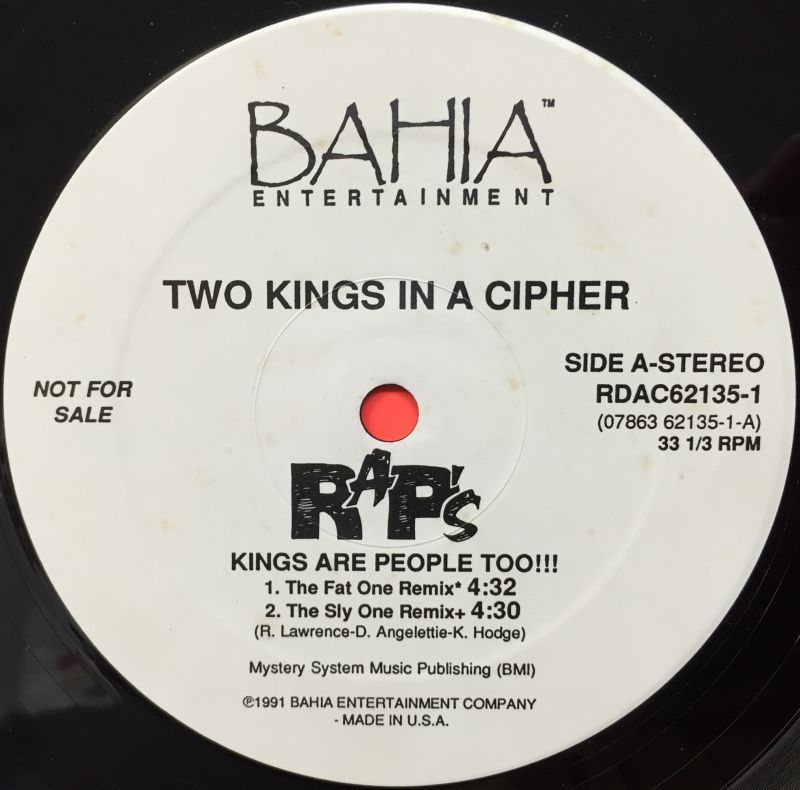 BAHIA™
ENTERTAINMENT
TWO KINGS IN A CIPHER
SIDE A-STEREO
RDAC62135-1
(07863 62135-1-A)
33 1/3 RPM
NOT FOR
SALE
RAP's
KINGS ARE PEOPLE TOO!!!
1. The Fat One Remix* 4:32
2. The Sly One Remix+ 4:30
(R. Lawrence-D. Angelettie-K. Hodge)
Mystery System Music Publishing (BMI)
℗1991 BAHIA ENTERTAINMENT COMPANY
- MADE IN U.S.A.